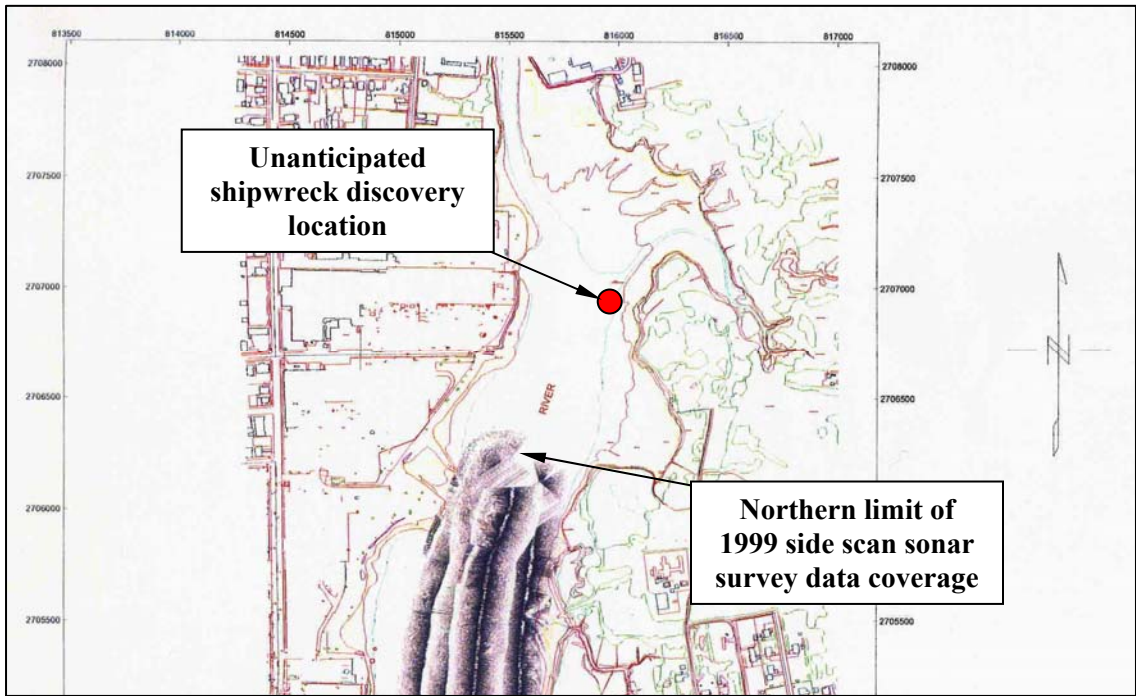 813500 814000 814500 815000 815500 816000 816500 817000
2708000 2708000
Unanticipated
shipwreck discovery
location
2707500 2707500
2707000 2707000
2706500 2706500
RIVER
N
Northern limit of
1999 side scan sonar
survey data coverage
2706000
2705500 2705500